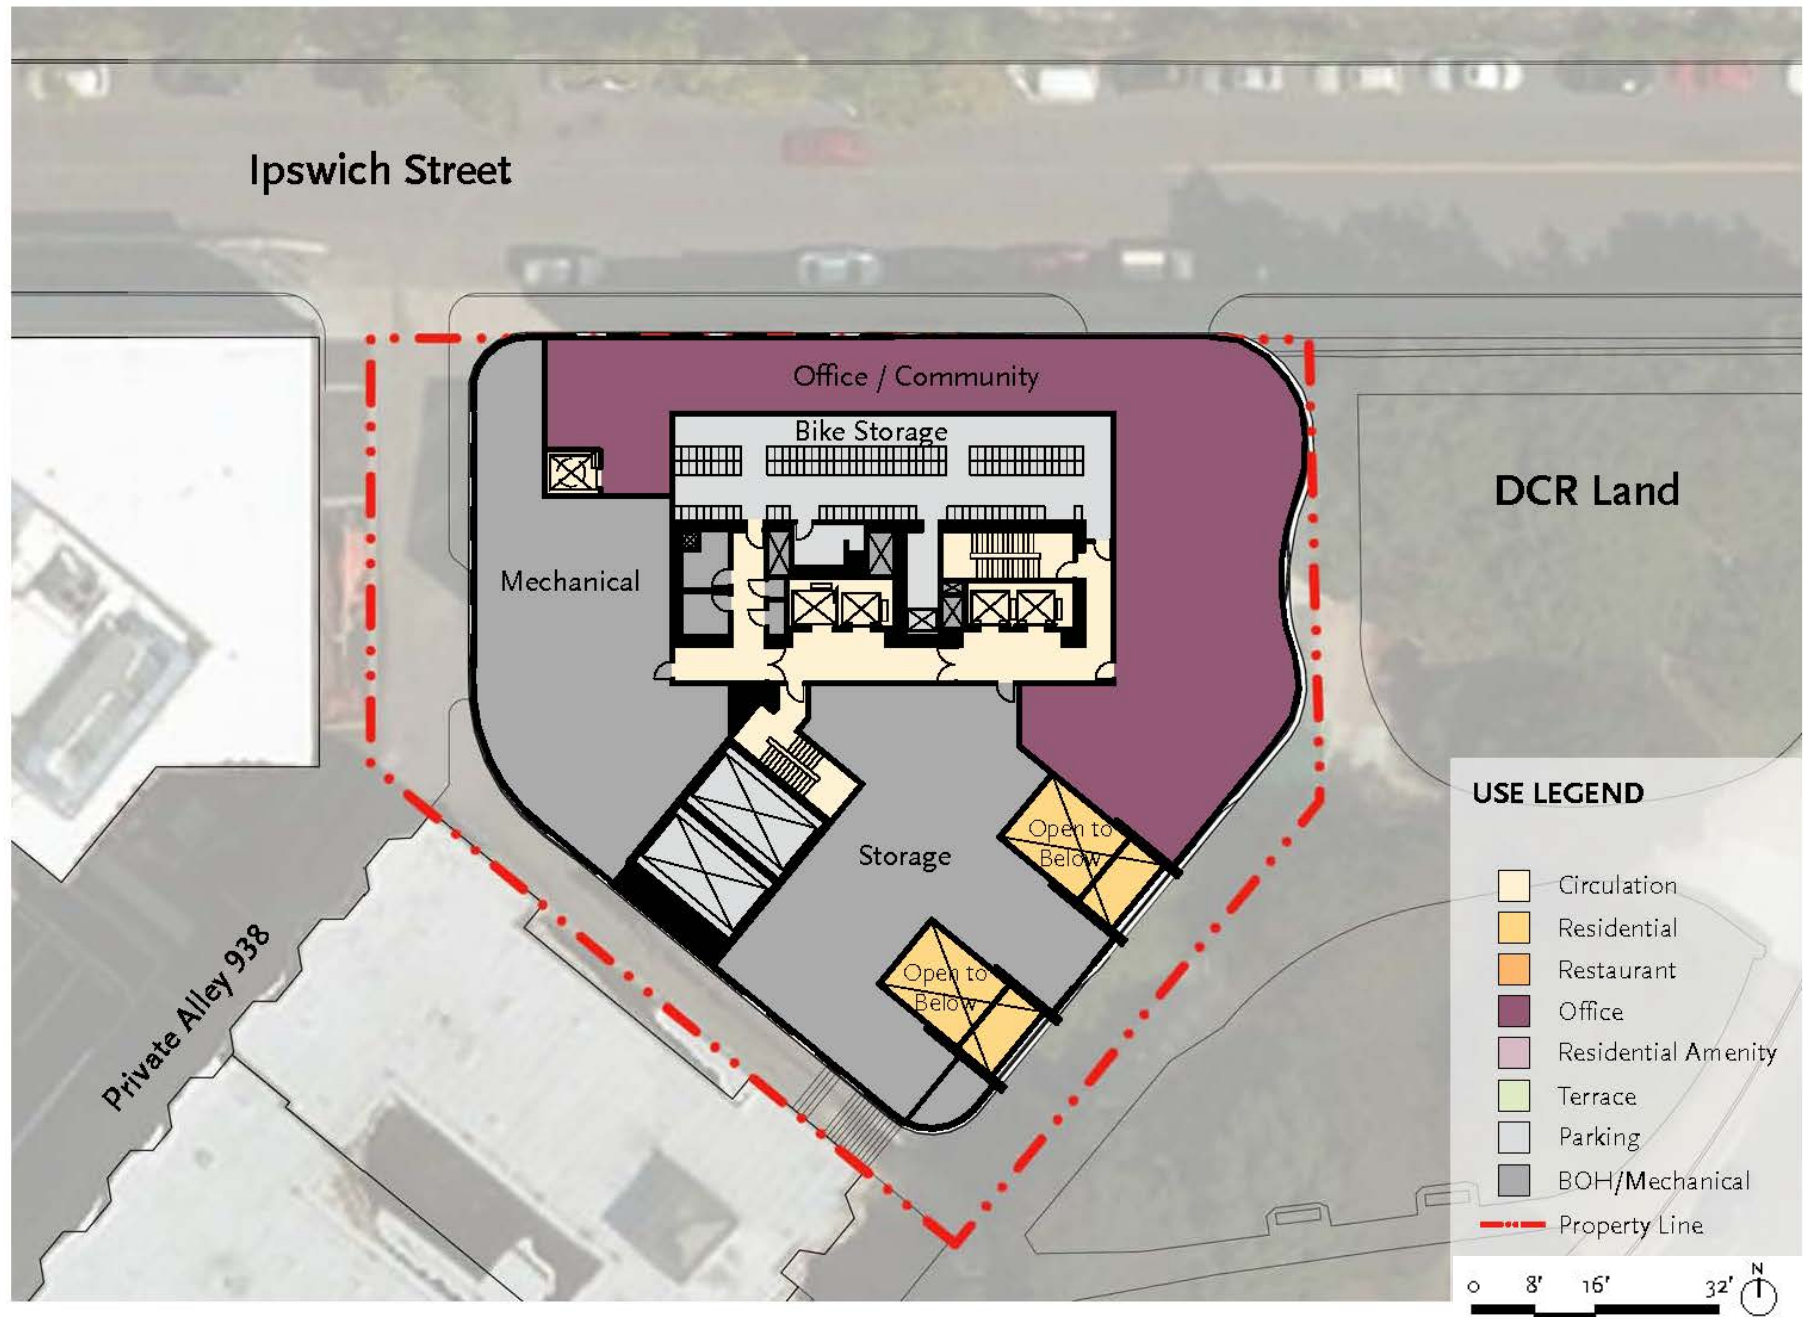 Ipswich Street
Office / Community
Bike Storage
DCR Land
Mechanical
Open to
Below
Storage
Open to
Below
Private Alley 938
USE LEGEND
Circulation
Residential
Restaurant
Office
Residential Amenity
Terrace
Parking
BOH/Mechanical
Property Line
0 8' 16' 32'
N